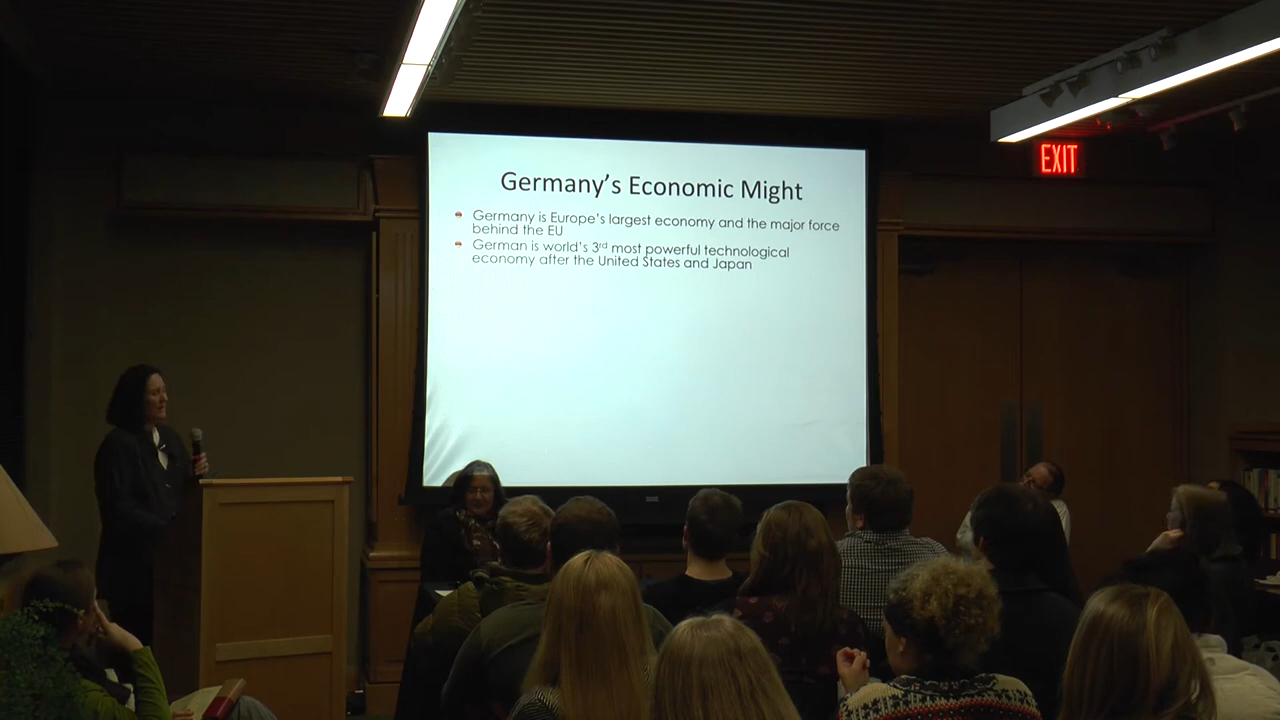 Germany's Economic Might
Germany is Europe's largest economy and the major force
behind the EU
German is world's 3rd most powerful technological
economy after the United States and Japan
EXIT